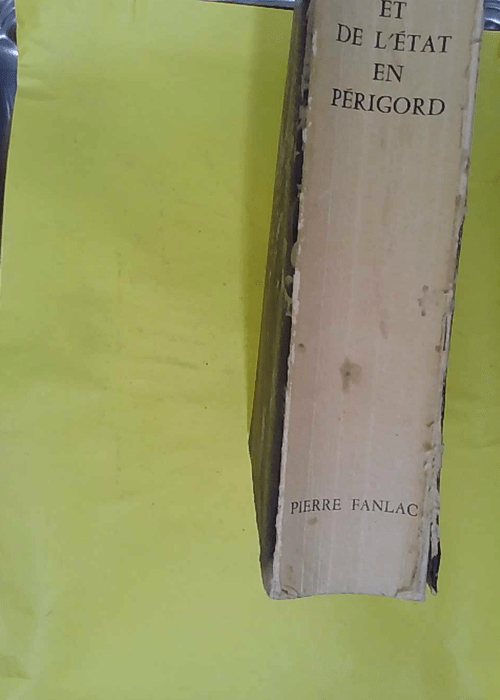 ET
DE L'ÉTAT
EN
PÉRIGORD
PIERRE FANLAC